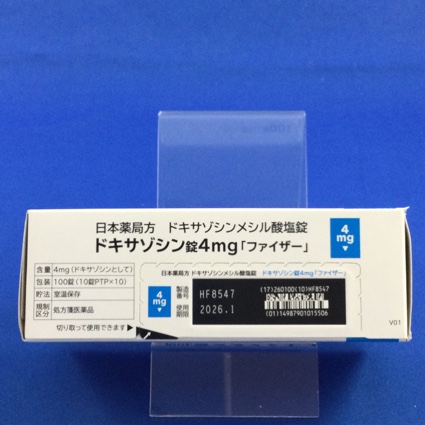 日本薬局方 ドキサゾシンメシル酸塩錠
ドキサゾシン錠4mg「ファイザー」
4
mg
含量 4mg(ドキサゾシンとして)
包装 100錠(10錠PTP×10)
貯法 室温保存
規制区分 処方箋医薬品
切り取って使用できます
日本薬局方 ドキサゾシンメシル酸塩錠 ドキサゾシン錠4mg「ファイザー」
4
mg
製造番号 HF8547
使用期限 2026.1
(17)260100(10)HF8547
(01)14987901015506
V01